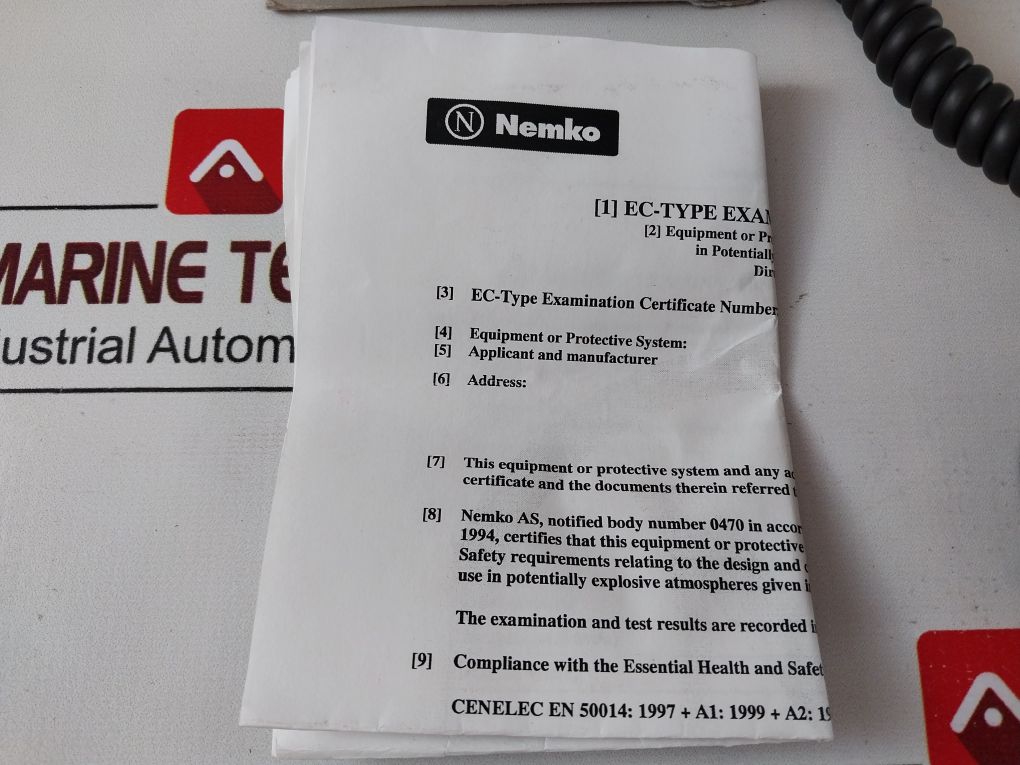 N Nemko
[1] EC-TYPE EXA
[2] Equipment or Pr
in Potentiall
Dir
[3] EC-Type Examination Certificate Number
[4] Equipment or Protective System:
[5] Applicant and manufacturer
[6] Address:
[7] This equipment or protective system and any
certificate and the documents therein referred
[8] Nemko AS, notified body number 0470 in accor
1994, certifies that this equipment or protective
Safety requirements relating to the design and
use in potentially explosive atmospheres given
The examination and test results are recorded
[9] Compliance with the Essential Health and Safet
CENELEC EN 50014: 1997 + A1: 1999 + A2: 19
MARINE TE
ustrial Autom